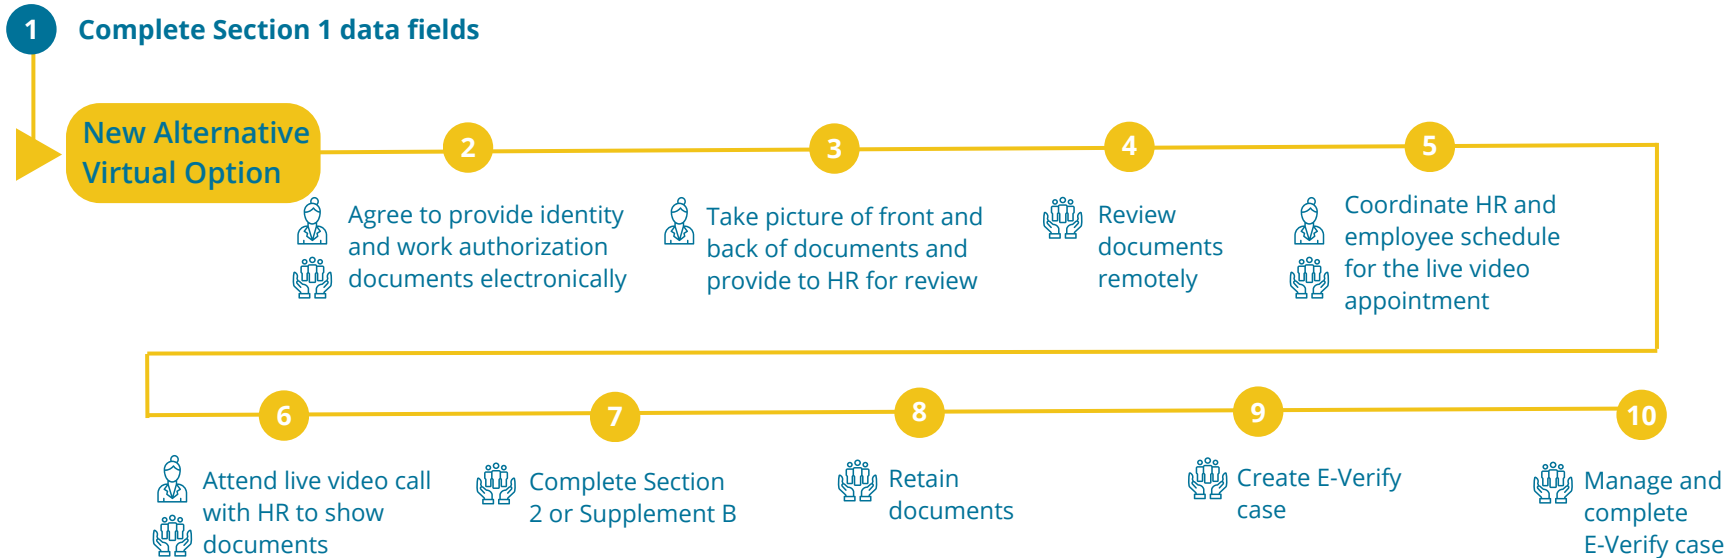 1
Complete Section 1 data fields
New Alternative
Virtual Option
2
3
4
5
Agree to provide identity
and work authorization
documents electronically
Take picture of front and
back of documents and
provide to HR for review
Review
documents
remotely
Coordinate HR and
employee schedule
for the live video
appointment
6
7
8
9
10
Attend live video call
with HR to show
documents
Complete Section
2 or Supplement B
Retain
documents
Create E-Verify
case
Manage and
complete
E-Verify case